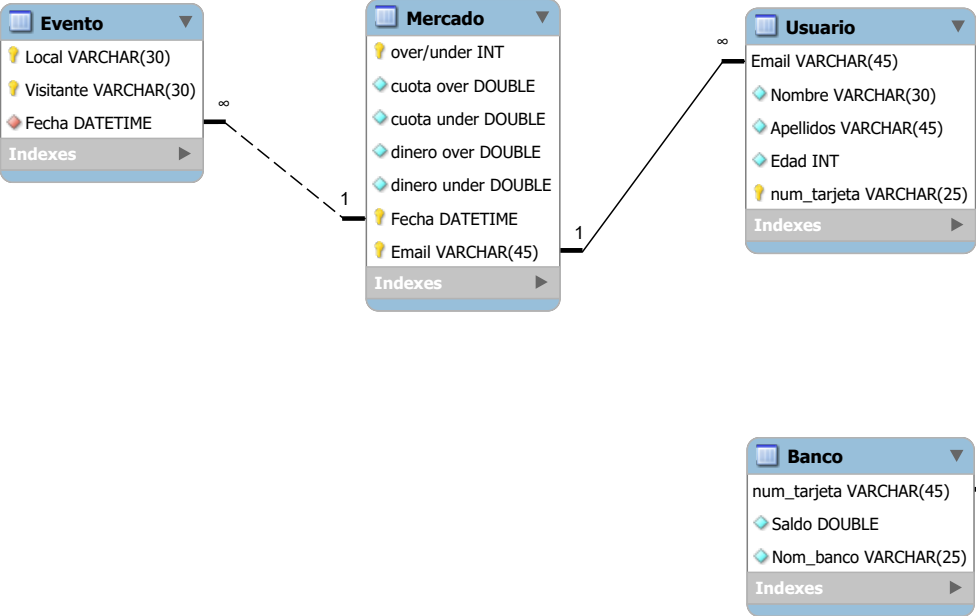 Evento
Local VARCHAR(30)
Visitante VARCHAR(30)
Fecha DATETIME
Indexes
∞
1
Mercado
over/under INT
cuota over DOUBLE
cuota under DOUBLE
dinero over DOUBLE
dinero under DOUBLE
Fecha DATETIME
Email VARCHAR(45)
Indexes
1
∞
Usuario
Email VARCHAR(45)
Nombre VARCHAR(30)
Apellidos VARCHAR(45)
Edad INT
num_tarjeta VARCHAR(25)
Indexes
Banco
num_tarjeta VARCHAR(45)
Saldo DOUBLE
Nom_banco VARCHAR(25)
Indexes